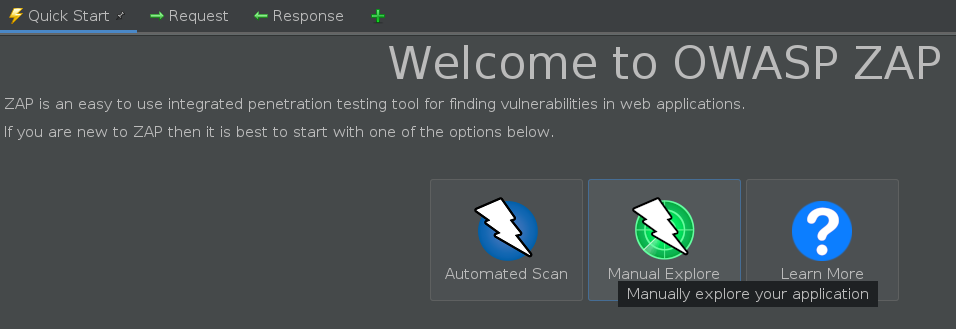 Quick Start Request Response
Welcome to OWASP ZAP
ZAP is an easy to use integrated penetration testing tool for finding vulnerabilities in web applications.
If you are new to ZAP then it is best to start with one of the options below.
Automated Scan Manual Explore Learn More
Manually explore your application